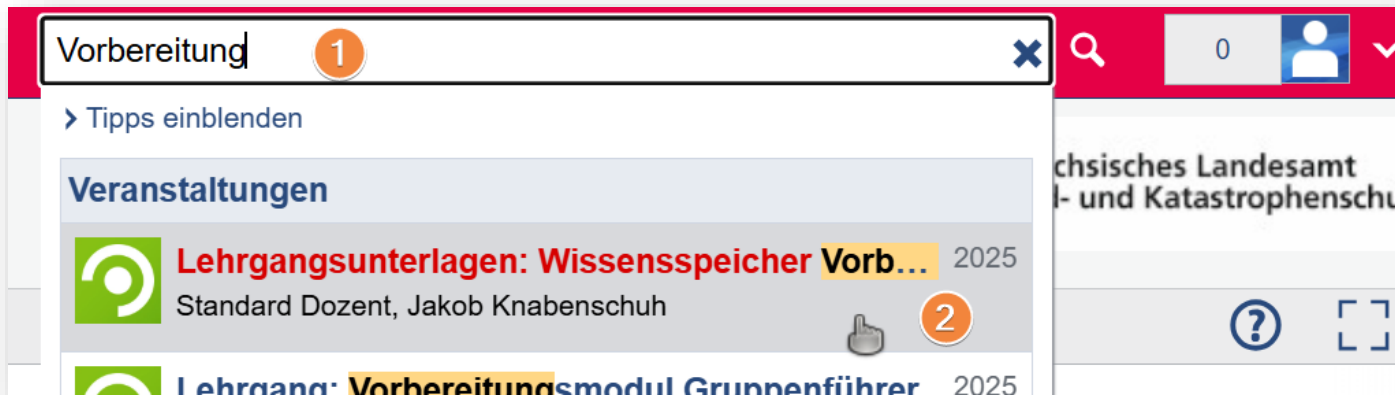 Vorbereitung
1
0
Tipps einblenden
chsisches Landesamt
l- und Katastrophenschu
Veranstaltungen
Lehrgangsunterlagen: Wissensspeicher Vorb… 2025
Standard Dozent, Jakob Knabenschuh
2
Lehrgang: Vorbereitungsmodul Gruppenführer 2025